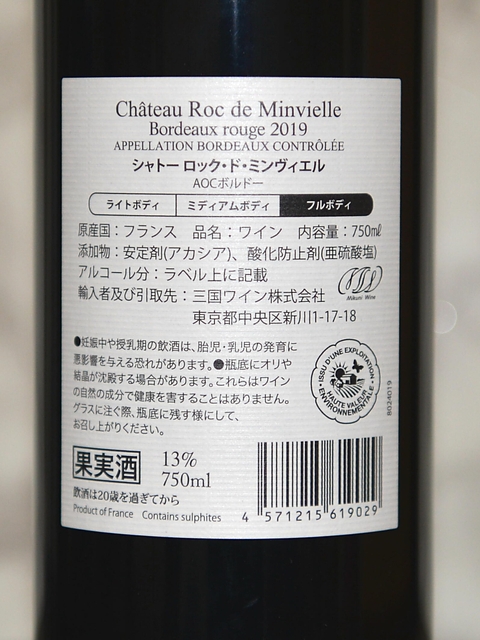 Château Roc de Minvielle
Bordeaux rouge 2019
APPELLATION BORDEAUX CONTRÔLÉE
シャトー ロック・ド・ミンヴィエル
AOCボルドー
ライトボディ ミディアムボディ フルボディ
原産国：フランス 品名：ワイン 内容量：750mℓ
添加物：安定剤(アカシア)、酸化防止剤(亜硫酸塩)
アルコール分：ラベル上に記載
輸入者及び引取先：三国ワイン株式会社
東京都中央区新川1-17-18
Mikuni Wine
●妊娠中や授乳期の飲酒は、胎児・乳児の発育に
悪影響を与える恐れがあります。●瓶底にオリや
結晶が沈殿する場合があります。これらはワイン
の自然の成分で健康を害することはありません。
グラスに注ぐ際、瓶底に残す様にして、
お召し上がりください。
ISSU D'UNE EXPLOITATION
HAUTE VALEUR
ENVIRONNEMENTALE
B024019
果実酒 13%
750ml
飲酒は20歳を過ぎてから
Product of France Contains sulphites
4 571215 619029